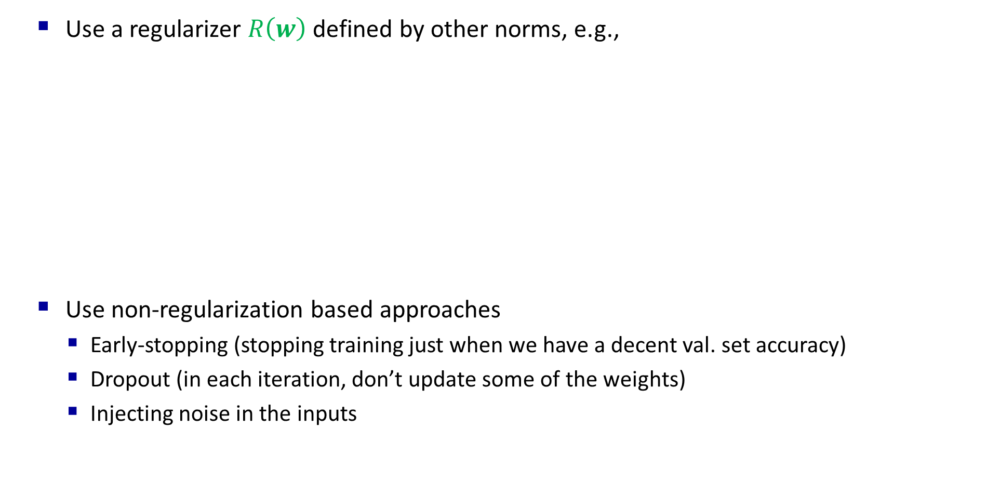 ▪ Use a regularizer R(w) defined by other norms, e.g.,
▪ Use non-regularization based approaches
▪ Early-stopping (stopping training just when we have a decent val. set accuracy)
▪ Dropout (in each iteration, don’t update some of the weights)
▪ Injecting noise in the inputs